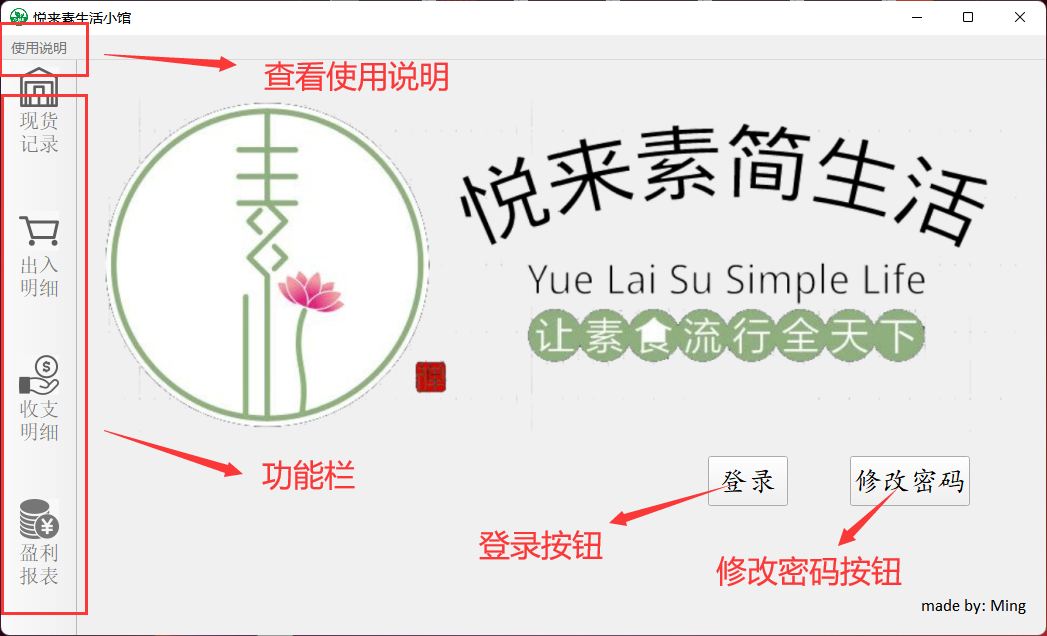 悦来素生活小馆
使用说明
查看使用说明
现货
记录
出入
明细
收支
明细
盈利
报表
素
悦来素简生活
Yue Lai Su Simple Life
让素食流行全天下
功能栏
登录
修改密码
登录按钮
修改密码按钮
made by: Ming